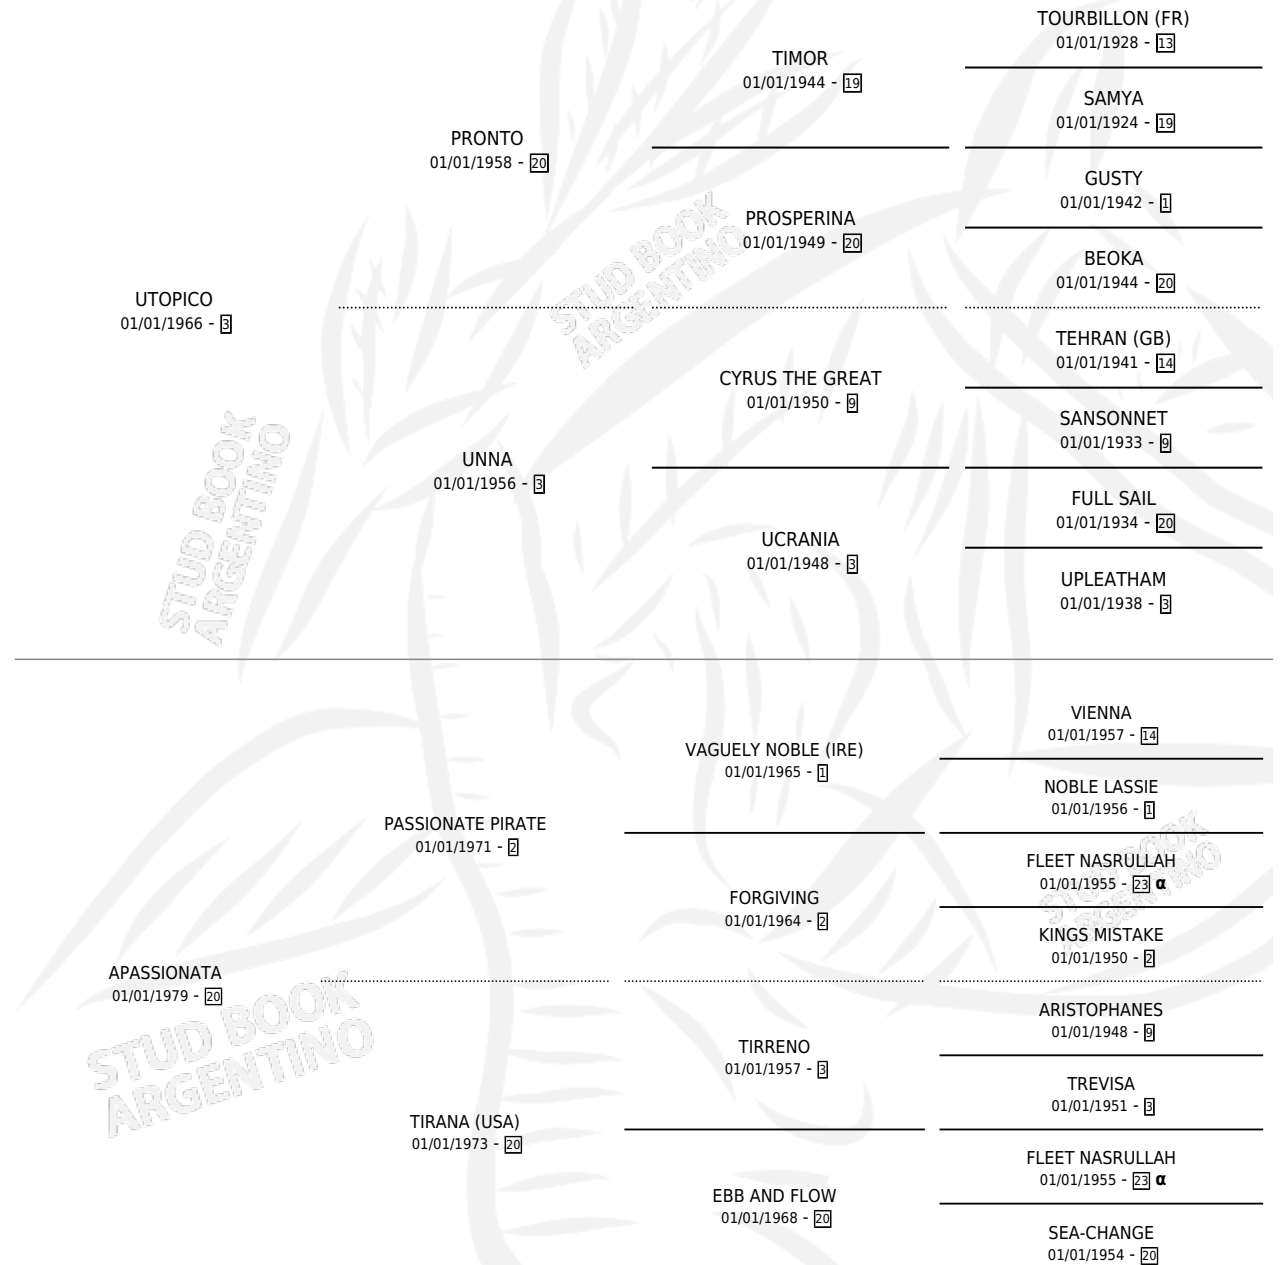 TOURBILLON (FR)
01/01/1928 - 13
TIMOR
01/01/1944 - 19
SAMYA
01/01/1924 - 19
PRONTO
01/01/1958 - 20
GUSTY
01/01/1942 - 1
PROSPERINA
01/01/1949 - 20
BEOKA
01/01/1944 - 20
UTOPICO
01/01/1966 - 3
TEHRAN (GB)
01/01/1941 - 14
CYRUS THE GREAT
01/01/1950 - 9
SANSONNET
01/01/1933 - 9
UNNA
01/01/1956 - 3
FULL SAIL
01/01/1934 - 20
UCRANIA
01/01/1948 - 3
UPLEATHAM
01/01/1938 - 3
VIENNA
01/01/1957 - 14
VAGUELY NOBLE (IRE)
01/01/1965 - 1
NOBLE LASSIE
01/01/1956 - 1
PASSIONATE PIRATE
01/01/1971 - 2
FLEET NASRULLAH
01/01/1955 - 23 α
FORGIVING
01/01/1964 - 2
KINGS MISTAKE
01/01/1950 - 2
APASSIONATA
01/01/1979 - 20
ARISTOPHANES
01/01/1948 - 9
TIRRENO
01/01/1957 - 3
TREVISA
01/01/1951 - 3
TIRANA (USA)
01/01/1973 - 20
FLEET NASRULLAH
01/01/1955 - 23 α
EBB AND FLOW
01/01/1968 - 20
SEA-CHANGE
01/01/1954 - 20
STUD BOOK
ARGENTINO
STUD BOOK
ARGENTINO
STUD BOOK
ARGENTINO
STUD BOOK
ARGENTINO